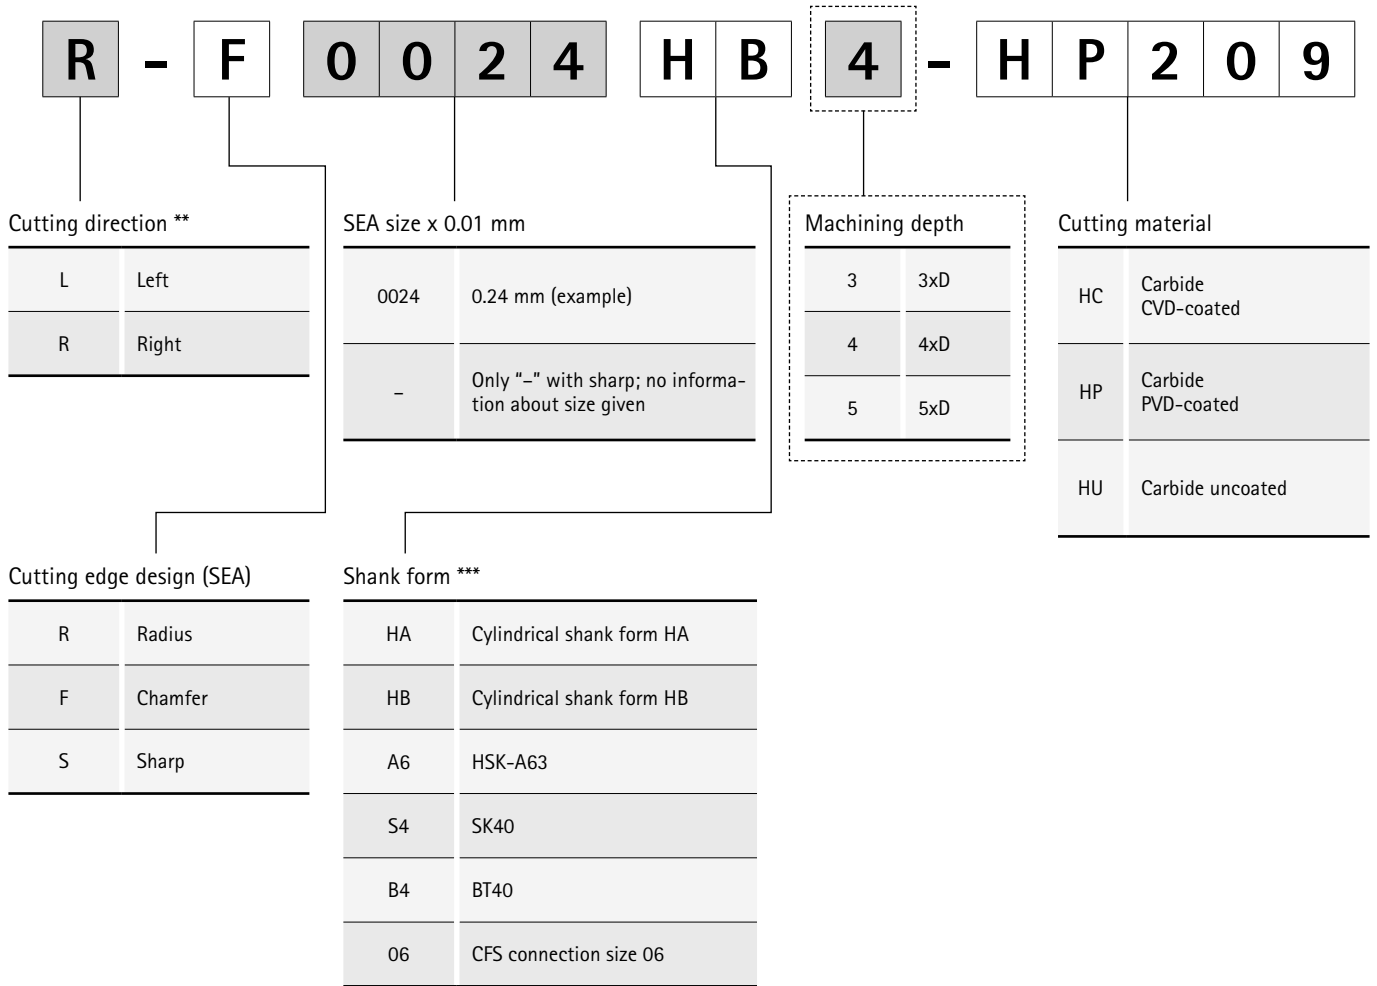 R - F 0 0 2 4 H B 4 - H P 2 0 9
Cutting direction **
L Left
R Right
SEA size x 0.01 mm
0024 0.24 mm (example)
– Only “–” with sharp; no informa-
tion about size given
Machining depth
3 3xD
4 4xD
5 5xD
Cutting material
HC Carbide
CVD-coated
HP Carbide
PVD-coated
HU Carbide uncoated
Cutting edge design (SEA)
R Radius
F Chamfer
S Sharp
Shank form ***
HA Cylindrical shank form HA
HB Cylindrical shank form HB
A6 HSK-A63
S4 SK40
B4 BT40
06 CFS connection size 06